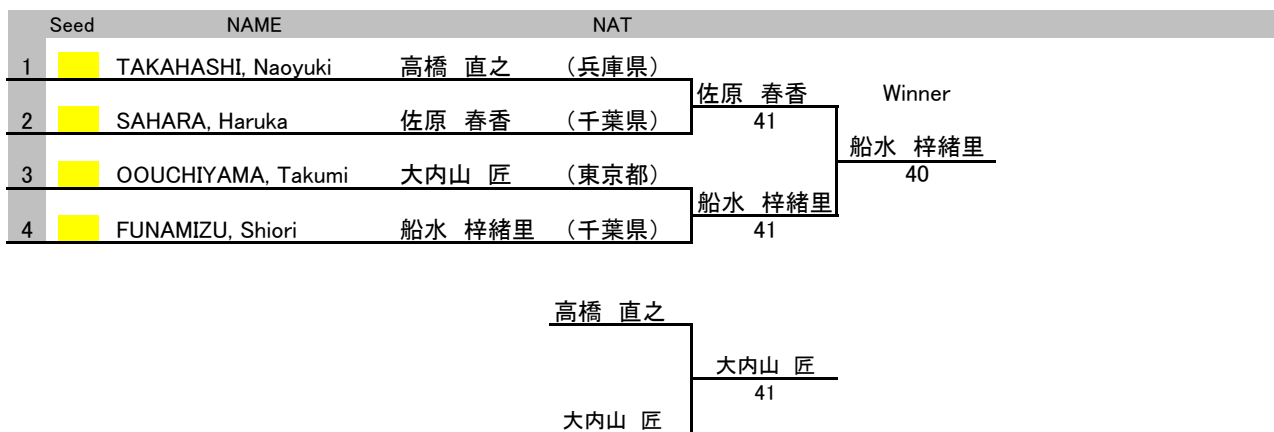 Seed NAME NAT
1 TAKAHASHI, Naoyuki 高橋 直之 (兵庫県)
佐原 春香 Winner
2 SAHARA, Haruka 佐原 春香 (千葉県) 41
船水 梓緒里
3 OOUCHIYAMA, Takumi 大内山 匠 (東京都) 40
船水 梓緒里
4 FUNAMIZU, Shiori 船水 梓緒里 (千葉県) 41
高橋 直之
大内山 匠
41
大内山 匠